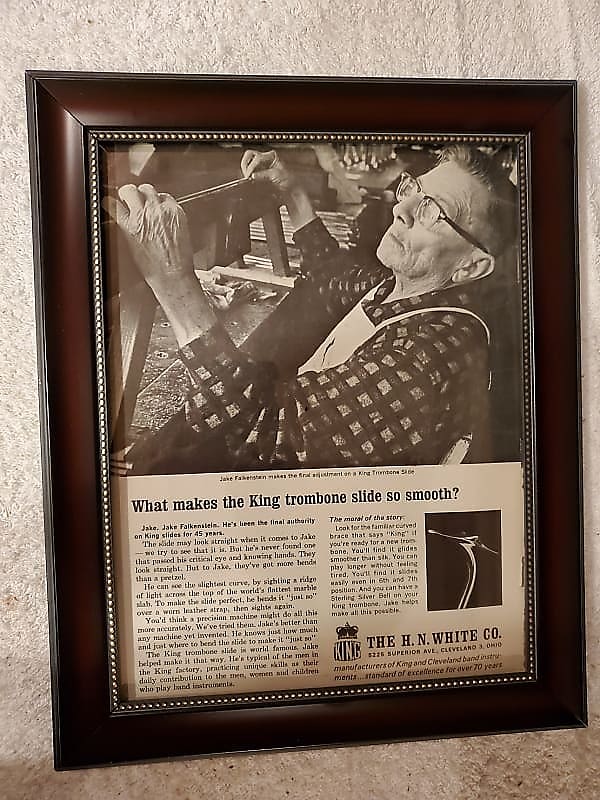 Jake Falkenstein makes the final adjustment on a King Trombone Slide
What makes the King trombone slide so smooth?
Jake. Jake Falkenstein. He's been the final authority
on King slides for 45 years.
The slide may look straight when it comes to Jake
— we try to see that it is. But he's never found one
that passed his critical eye and knowing hands. They
look straight. But to Jake, they've got more bends
than a pretzel.
He can see the slightest curve, by sighting a ridge
of light across the top of the world's flattest marble
slab. To make the slide perfect, he bends it "just so"
over a worn leather strap, then sights again.
You'd think a precision machine might do all this
more accurately. We've tried them. Jake's better than
any machine yet invented. He knows just how much
and just where to bend the slide to make it "just so"
The King trombone slide is world famous. Jake
helped make it that way. He's typical of the men in
the King factory, practicing unique skills as their
daily contribution to the men, women and children
who play band instruments.
The moral of the story:
Look for the familiar curved
brace that says "King" if
you're ready for a new trom-
bone. You'll find it glides
smoother than silk. You can
play longer without feeling
tired. You'll find it slides
easily even in 6th and 7th
position. And you can have a
Sterling Silver Bell on your
King trombone. Jake helps
make all this possible.
KING
THE H. N. WHITE CO.
5225 SUPERIOR AVE., CLEVELAND 3, OHIO
manufacturers of King and Cleveland band instru-
ments...standard of excellence for over 70 years